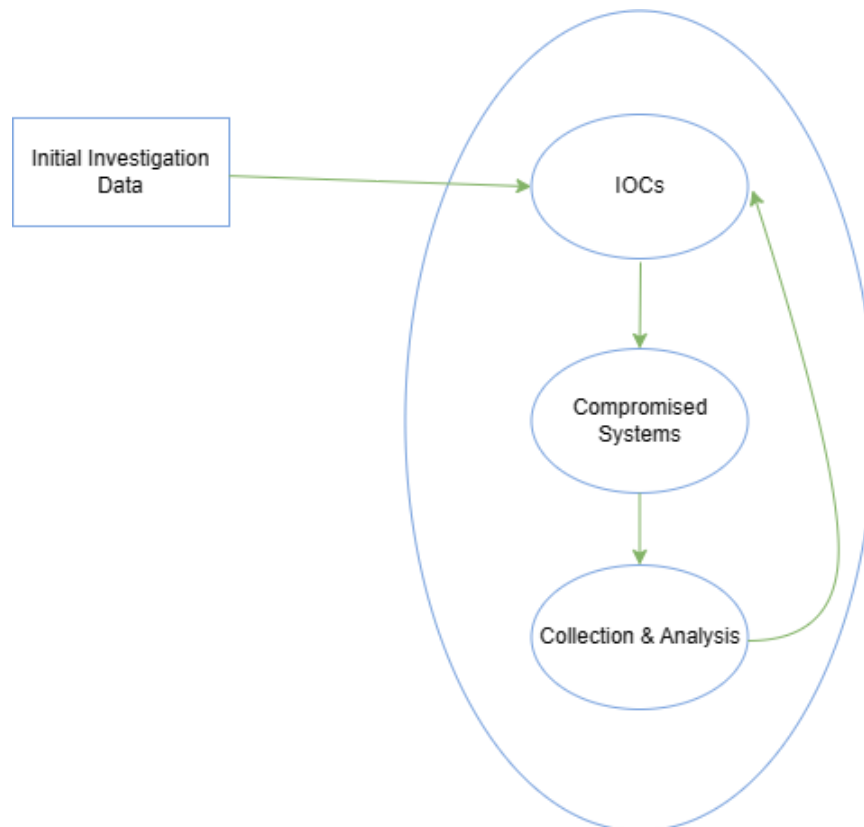 Initial Investigation
Data
IOCs
Compromised
Systems
Collection & Analysis